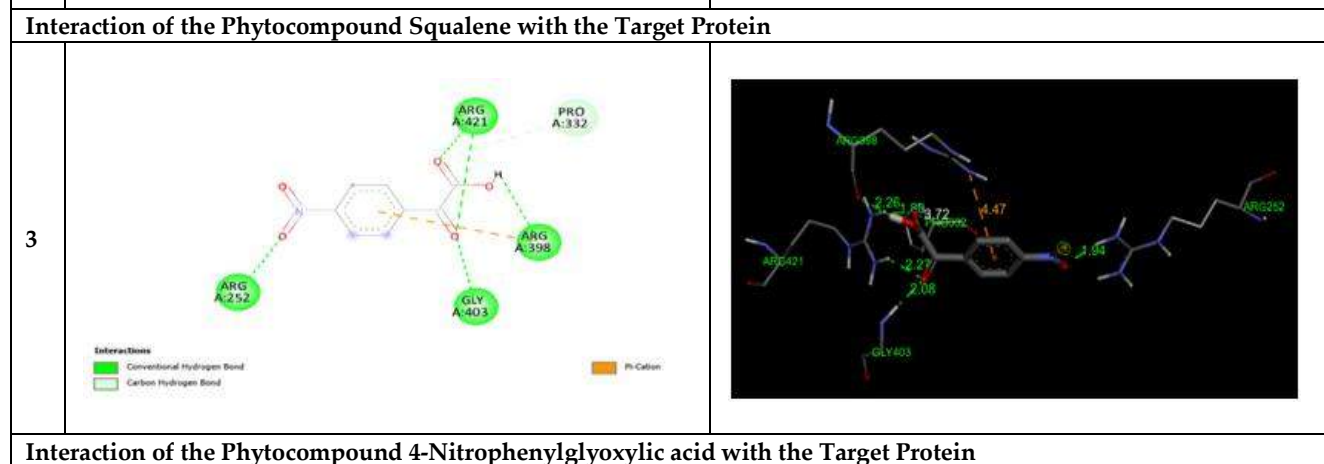 Interaction of the Phytocompound Squalene with the Target Protein
3
ARG
A:421
PRO
A:332
H
O
O
O
O
O
N
ARG
A:398
ARG
A:252
GLY
A:403
Interactions
Conventional Hydrogen Bond
Carbon Hydrogen Bond
Pi-Cation
ARG398
2.26
3.72
4.47
ARG252
ARG421
1.94
2.27
2.08
GLY403
Interaction of the Phytocompound 4-Nitrophenylglyoxylic acid with the Target Protein